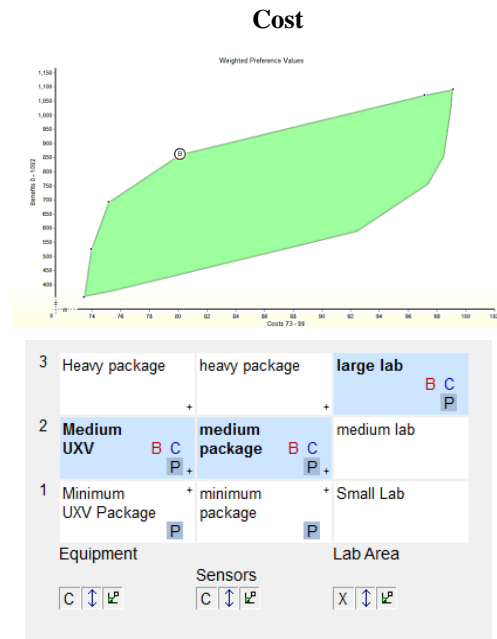 Cost
Weighted Preference Values
1,150
1,100
1,050
1,000
950
900
850
800
750
700
650
600
550
500
450
400
Benefits 0 - 1092
B
74 76 78 80 82 84 86 88 90 92 94 96 98 100 102
Costs 73 - 99
3 Heavy package + heavy package + large lab B C P
2 Medium UXV B C P + medium package B C P + medium lab
1 Minimum UXV Package + P minimum package + P Small Lab
Equipment Sensors Lab Area
C C X